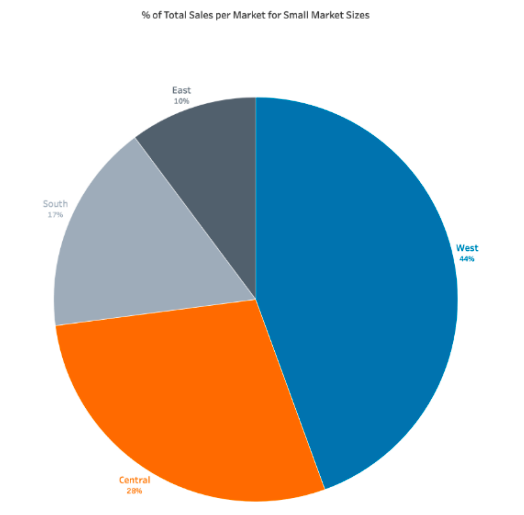 % of Total Sales per Market for Small Market Sizes
East
10%
South
17%
West
44%
Central
28%